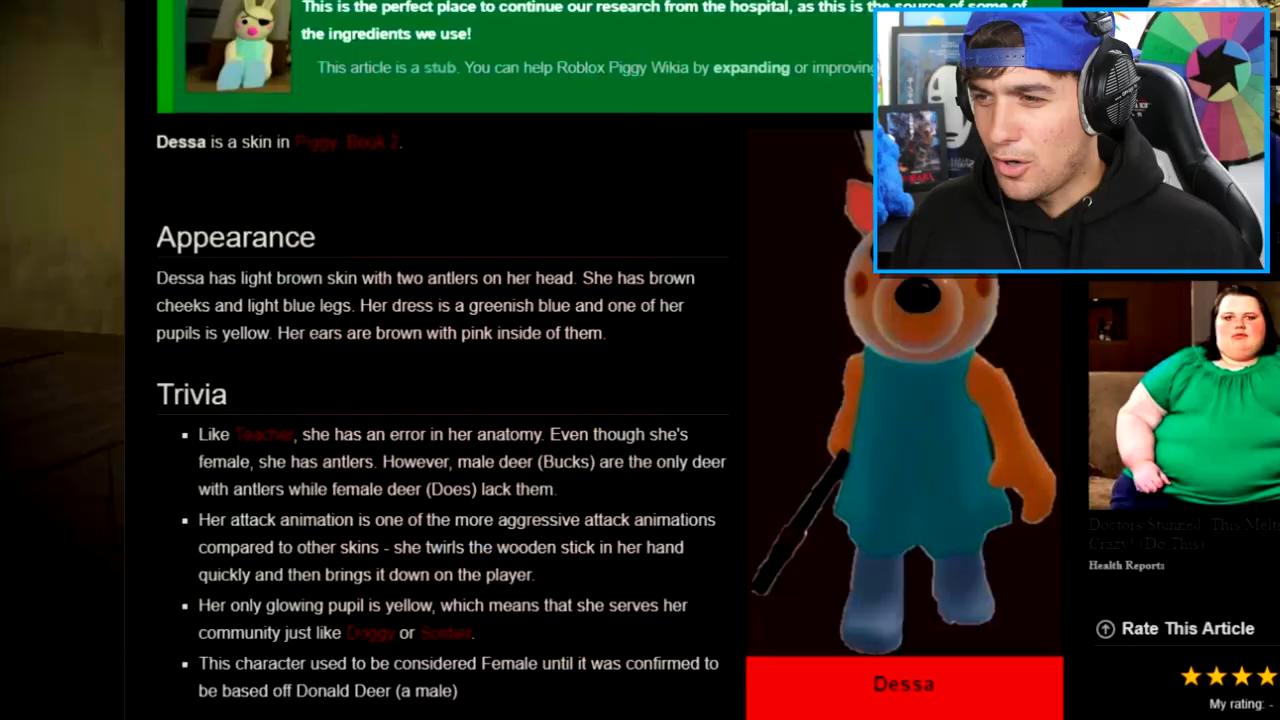 This is the perfect place to continue our research from the hospital, as this is the source of some of
the ingredients we use!
This article is a stub. You can help Roblox Piggy Wikia by expanding or improving
Dessa is a skin in Piggy: Book 2.
Appearance
Dessa has light brown skin with two antlers on her head. She has brown
cheeks and light blue legs. Her dress is a greenish blue and one of her
pupils is yellow. Her ears are brown with pink inside of them.
Trivia
Like Teacher, she has an error in her anatomy. Even though she's
female, she has antlers. However, male deer (Bucks) are the only deer
with antlers while female deer (Does) lack them.
Her attack animation is one of the more aggressive attack animations
compared to other skins - she twirls the wooden stick in her hand
quickly and then brings it down on the player.
Her only glowing pupil is yellow, which means that she serves her
community just like Doggy or Soldier.
This character used to be considered Female until it was confirmed to
be based off Donald Deer (a male)
Dessa
Doctors Stunned: This Melts
Crazy! (Do This)
Health Reports
Rate This Article
My rating: -